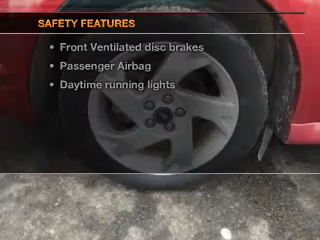 SAFETY FEATURES
• Front Ventilated disc brakes
• Passenger Airbag
• Daytime running lights